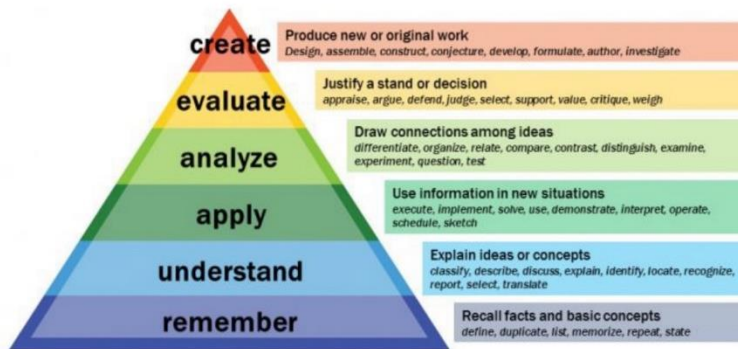 create
Produce new or original work
Design, assemble, construct, conjecture, develop, formulate, author, investigate
evaluate
Justify a stand or decision
appraise, argue, defend, judge, select, support, value, critique, weigh
analyze
Draw connections among ideas
differentiate, organize, relate, compare, contrast, distinguish, examine,
experiment, question, test
apply
Use information in new situations
execute, implement, solve, use, demonstrate, interpret, operate,
schedule, sketch
understand
Explain ideas or concepts
classify, describe, discuss, explain, identify, locate, recognize,
report, select, translate
remember
Recall facts and basic concepts
define, duplicate, list, memorize, repeat, state